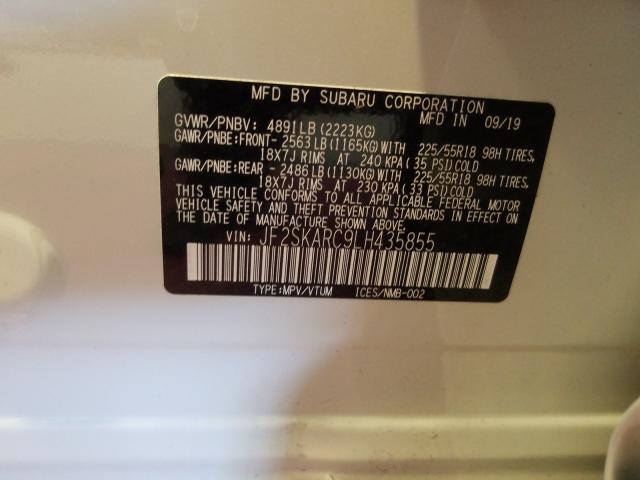 MFD BY SUBARU CORPORATION
MFD IN 09/19
GVWR/PNBV: 4891LB(2223KG)
GAWR/PNBE:FRONT- 2563LB(1165KG)WITH 225/55R18 98H TIRES,
18X7J RIMS AT 240 KPA(35 PSI)COLD
GAWR/PNBE:REAR - 2486LB(1130KG)WITH 225/55R18 98H TIRES,
18X7J RIMS AT 230 KPA(33 PSI)COLD
THIS VEHICLE CONFORMS TO ALL APPLICABLE FEDERAL MOTOR
VEHICLE SAFETY AND THEFT PREVENTION STANDARDS IN EFFECT ON
THE DATE OF MANUFACTURE SHOWN ABOVE.
VIN: JF2SKARC9LH435855
TYPE:MPV/VTUM ICES/NMB-002